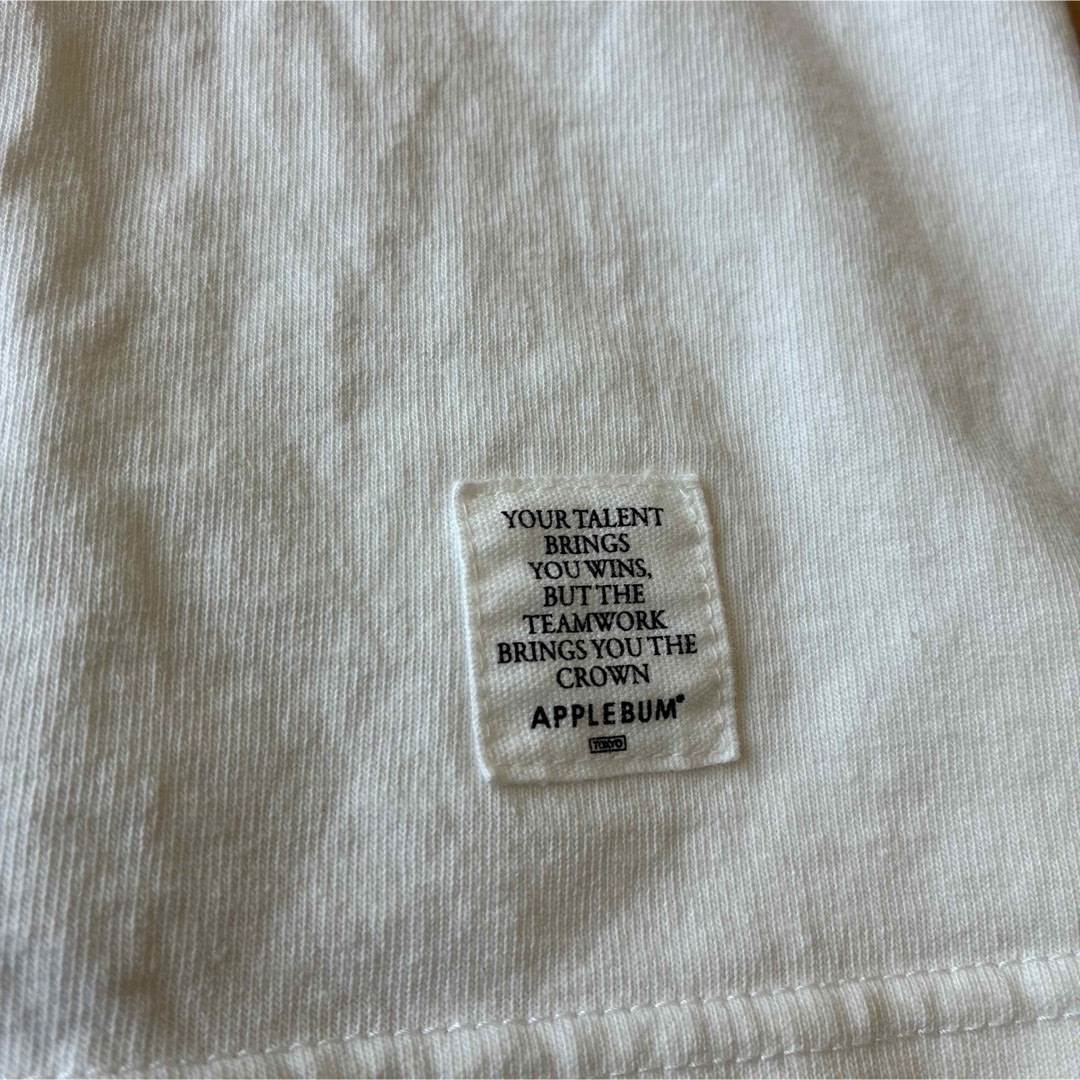 YOUR TALENT
BRINGS
YOU WINS,
BUT THE
TEAMWORK
BRINGS YOU THE
CROWN
APPLEBUM®
TOKYO